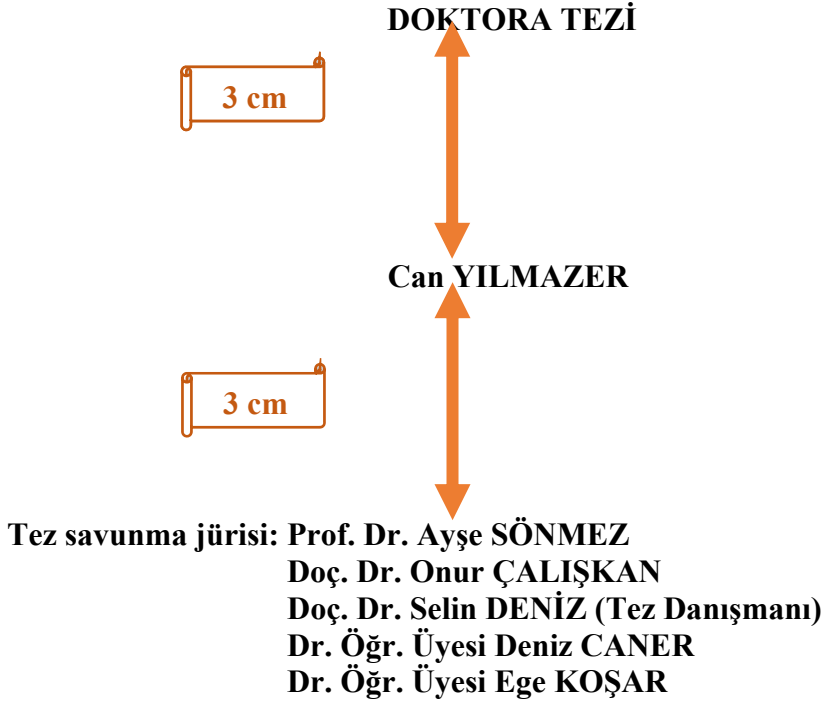 DOKTORA TEZİ
3 cm
Can YILMAZER
3 cm
Tez savunma jürisi: Prof. Dr. Ayşe SÖNMEZ
Doç. Dr. Onur ÇALIŞKAN
Doç. Dr. Selin DENİZ (Tez Danışmanı)
Dr. Öğr. Üyesi Deniz CANER
Dr. Öğr. Üyesi Ege KOŞAR